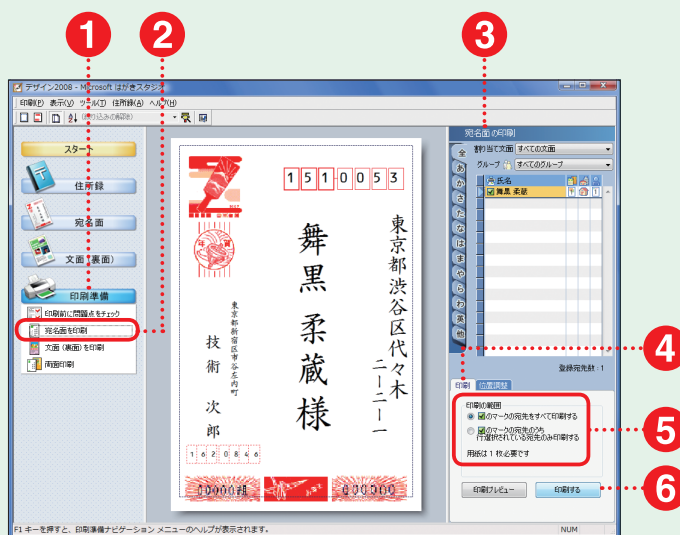 1
2
3
デザイン2008 - Microsoft はがきスタジオ
印刷(P) 表示(V) ツール(T) 住所録(A) ヘルプ(H)
(絞り込みの解除)
スタート
住所録
宛名面
文面(裏面)
印刷準備
印刷前に問題点をチェック
宛名面を印刷
文面(裏面)を印刷
両面印刷
1510053
年賀
東京都渋谷区代々木
二ー二ー一
舞黒 柔蔵 様
東京都新宿区市谷左内町
技術 次郎
1620846
宛名面の印刷
割り当て文面 すべての文面
グループ すべてのグループ
全
あ
か
さ
た
な
は
ま
や
ら
わ
英
他
氏名
舞黒 柔蔵
1
登録宛先数:1
4
印刷 位置調整
印刷の範囲
のマークの宛先をすべて印刷する
のマークの宛先のうち
行選択されている宛先のみ印刷する
用紙は 1 枚必要です
5
印刷プレビュー 印刷する
6
F1 キーを押すと、印刷準備ナビゲーション メニューのヘルプが表示されます。
NUM